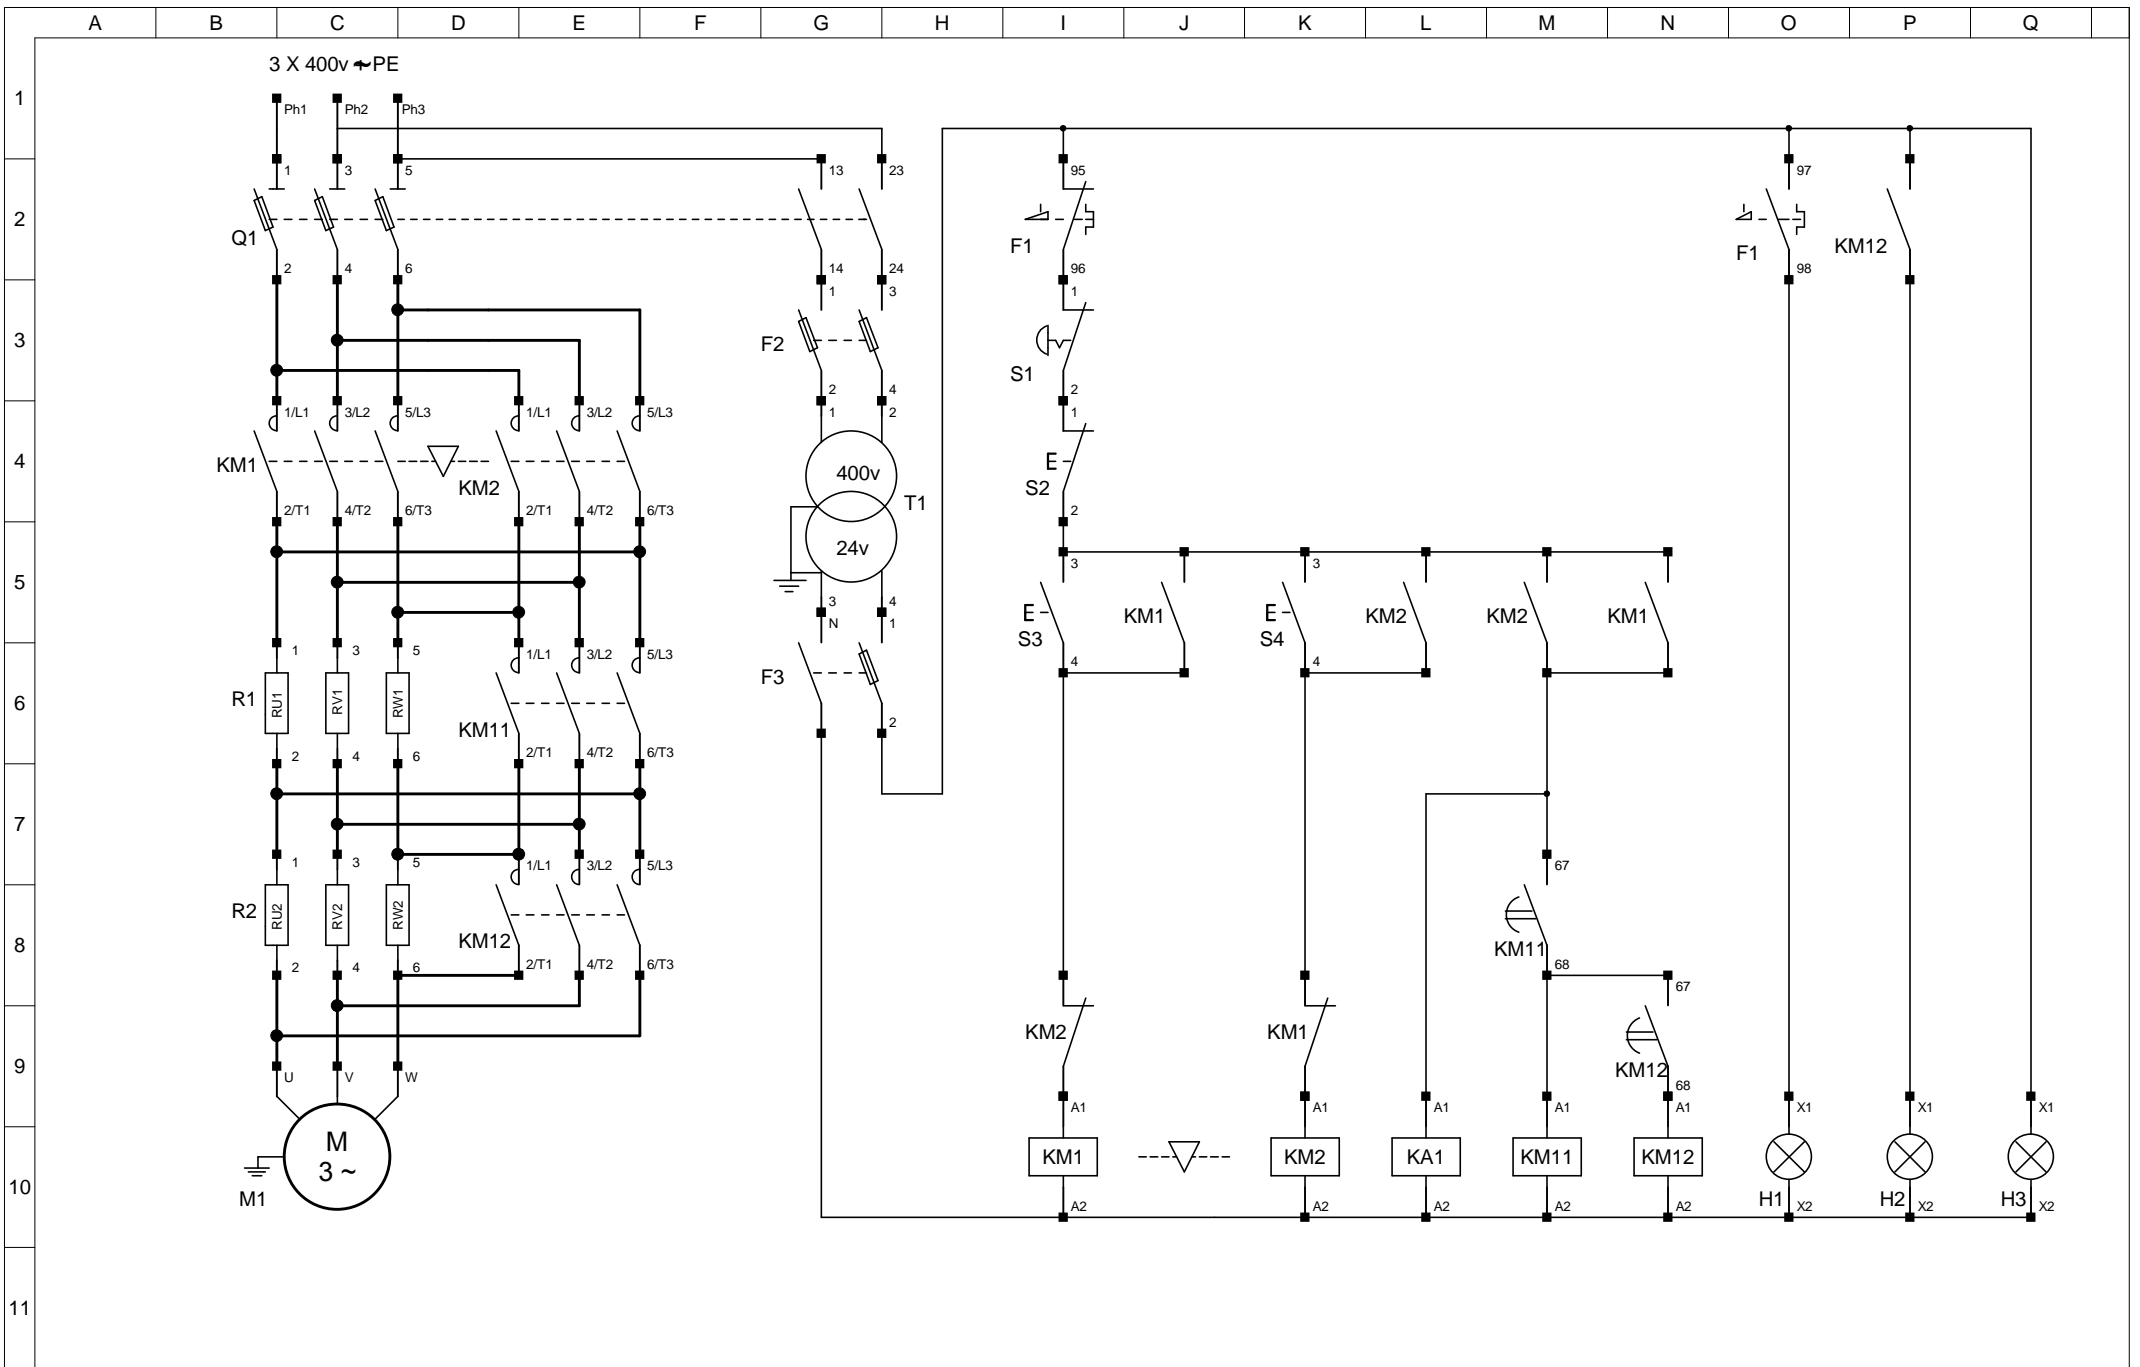 A B C D E F G H I J K L M N O P Q
3 X 400v PE
1
Ph1 Ph2 Ph3
1 3 5 13 23 95 97
2
Q1 F1 F1 KM12
2 4 6 14 24 96 98
1 3 1
3
F2 S1
2 4 2
1/L1 3/L2 5/L3 1/L1 3/L2 5/L3 1 2 1
4
KM1 KM2 400v T1 E S2
2/T1 4/T2 6/T3 2/T1 4/T2 6/T3 2
24v
3 3
5
3 4
N 1
E S3 KM1 E S4 KM2 KM2 KM1
1 3 5 1/L1 3/L2 5/L3 4 4
F3
6
R1 RU1 RV1 RW1 KM11
2
2 4 6 2/T1 4/T2 6/T3
7
1 3 5 1/L1 3/L2 5/L3 67
R2 RU2 RV2 RW2 KM12
8
KM11
2 4 6 2/T1 4/T2 6/T3 68
67
KM2 KM1
9
KM12
U V W 68
A1 A1 A1 A1 A1 X1 X1 X1
M
3 ~
KM1 KM2 KA1 KM11 KM12
10
M1 H1 H2 H3
A2 A2 A2 A2 A2 X2 X2 X2
11